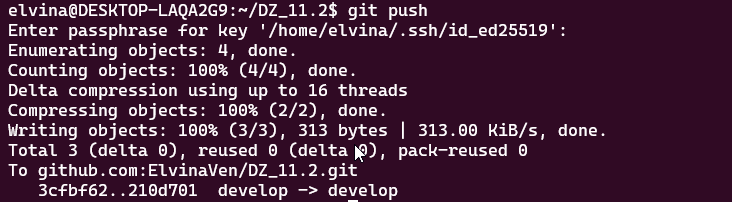 elvina@DESKTOP-LAQA2G9:~/DZ_11.2$ git push
Enter passphrase for key '/home/elvina/.ssh/id_ed25519':
Enumerating objects: 4, done.
Counting objects: 100% (4/4), done.
Delta compression using up to 16 threads
Compressing objects: 100% (2/2), done.
Writing objects: 100% (3/3), 313 bytes | 313.00 KiB/s, done.
Total 3 (delta 0), reused 0 (delta 0), pack-reused 0
To github.com:ElvinaVen/DZ_11.2.git
   3cfbf62..210d701  develop -> develop